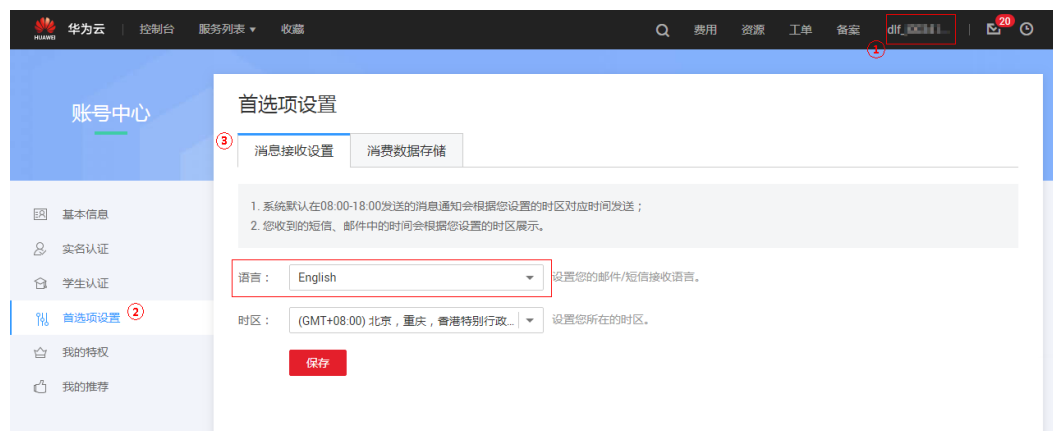 HUAWEI 华为云 控制台 服务列表 收藏 费用 资源 工单 备案 dlf_ 20
①
账号中心
首选项设置
③ 消息接收设置 消费数据存储
1. 系统默认在08:00-18:00发送的消息通知会根据您设置的时区对应时间发送；
2. 您收到的短信、邮件中的时间会根据您设置的时区展示。
基本信息
实名认证
学生认证
首选项设置 ②
我的特权
我的推荐
语言： English 设置您的邮件/短信接收语言。
时区： (GMT+08:00) 北京，重庆，香港特别行政... 设置您所在的时区。
保存